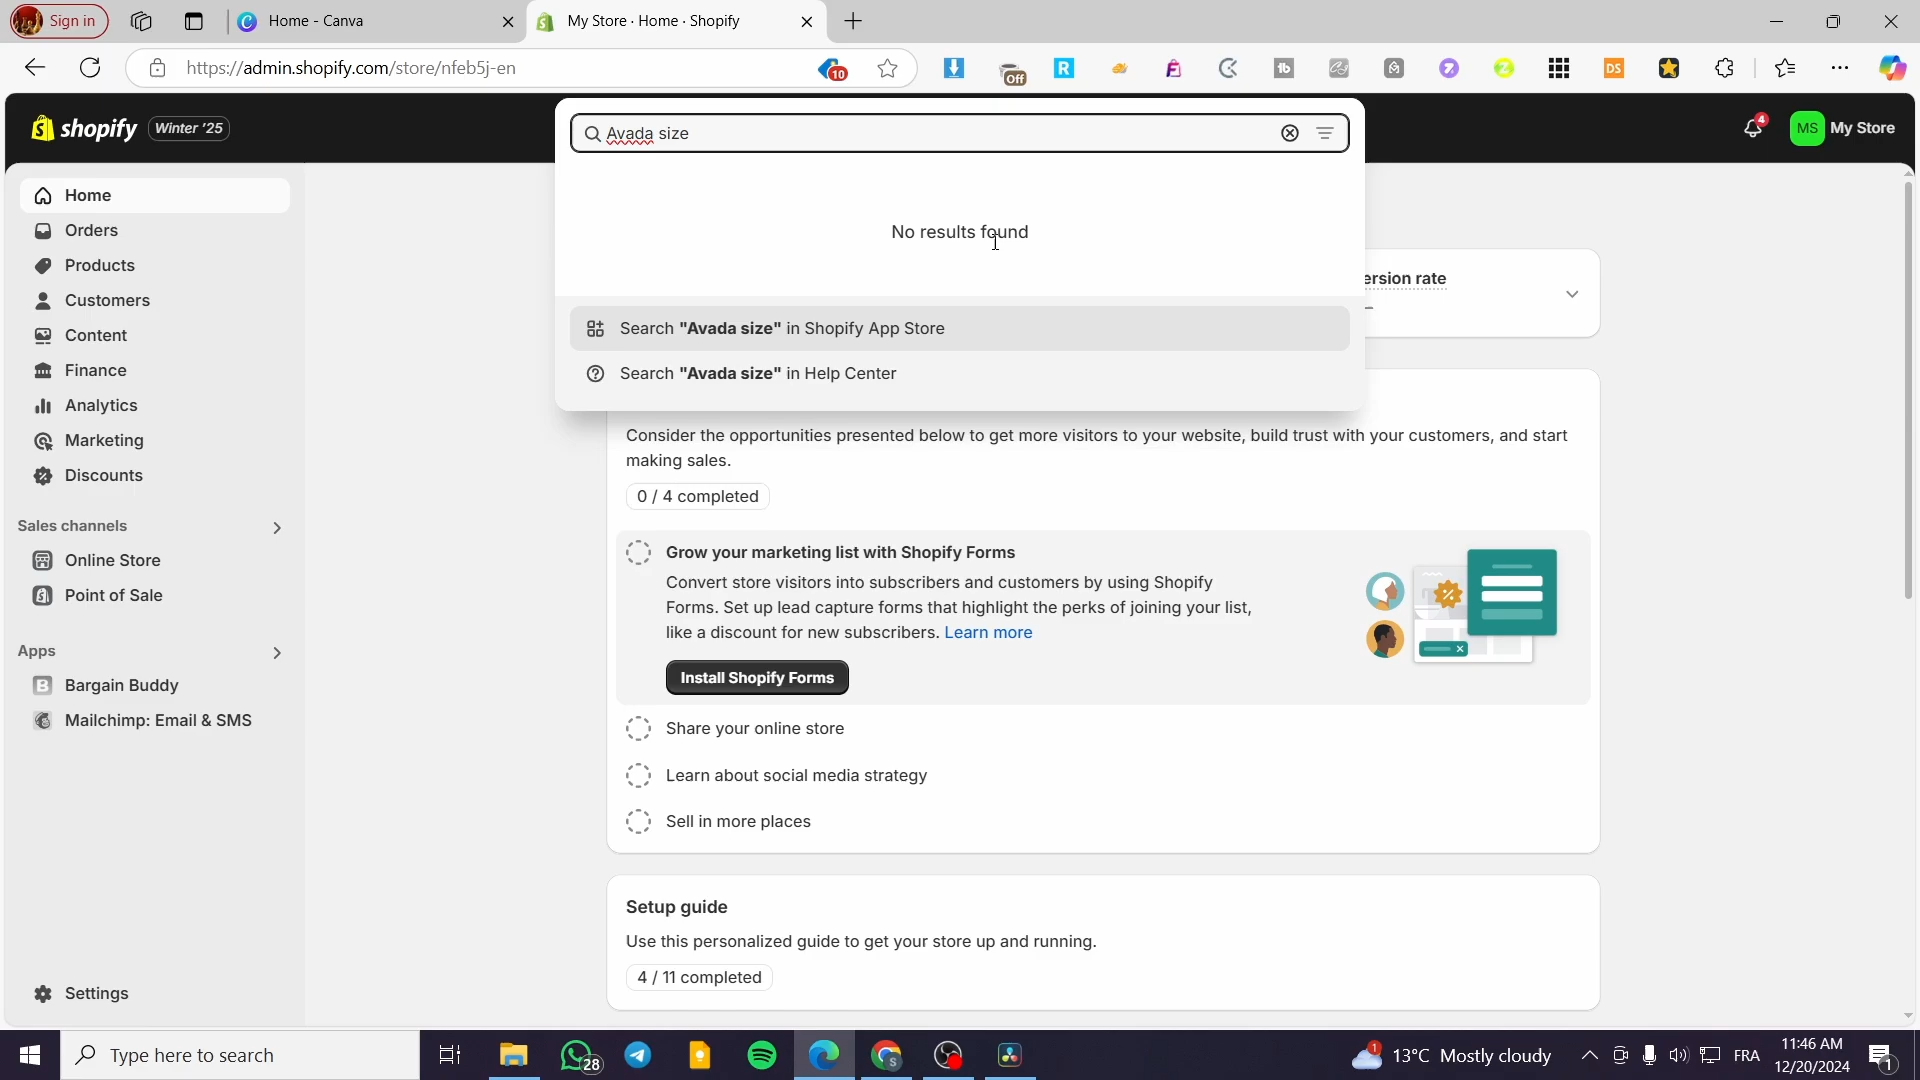 Sign in
Home - Canva
My Store · Home · Shopify
https://admin.shopify.com/store/nfeb5j-en
10
Off
R
tb
DS
shopify
Winter '25
Avada size
4
MS
My Store
Home
Orders
Products
Customers
Content
Finance
Analytics
Marketing
Discounts
Sales channels
Online Store
Point of Sale
Apps
Bargain Buddy
Mailchimp: Email & SMS
Settings
No results found
Search "Avada size" in Shopify App Store
Search "Avada size" in Help Center
ersion rate
Consider the opportunities presented below to get more visitors to your website, build trust with your customers, and start
making sales.
0 / 4 completed
Grow your marketing list with Shopify Forms
Convert store visitors into subscribers and customers by using Shopify
Forms. Set up lead capture forms that highlight the perks of joining your list,
like a discount for new subscribers. Learn more
Install Shopify Forms
Share your online store
Learn about social media strategy
Sell in more places
Setup guide
Use this personalized guide to get your store up and running.
4 / 11 completed
Type here to search
28
S
1
13°C Mostly cloudy
FRA
11:46 AM
12/20/2024
1